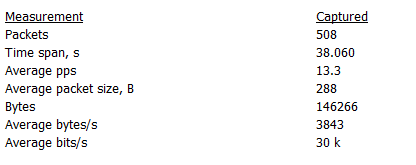 Measurement Captured
Packets 508
Time span, s 38.060
Average pps 13.3
Average packet size, B 288
Bytes 146266
Average bytes/s 3843
Average bits/s 30 k